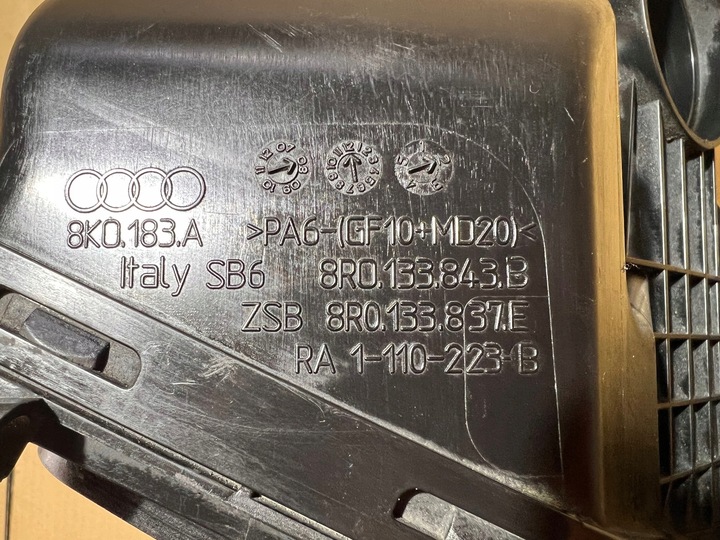 8K0.183.A >PA6-(GF10+MD20)<
Italy SB6 8R0.133.843.B
ZSB 8R0.133.837.E
RA 1-110-223-B